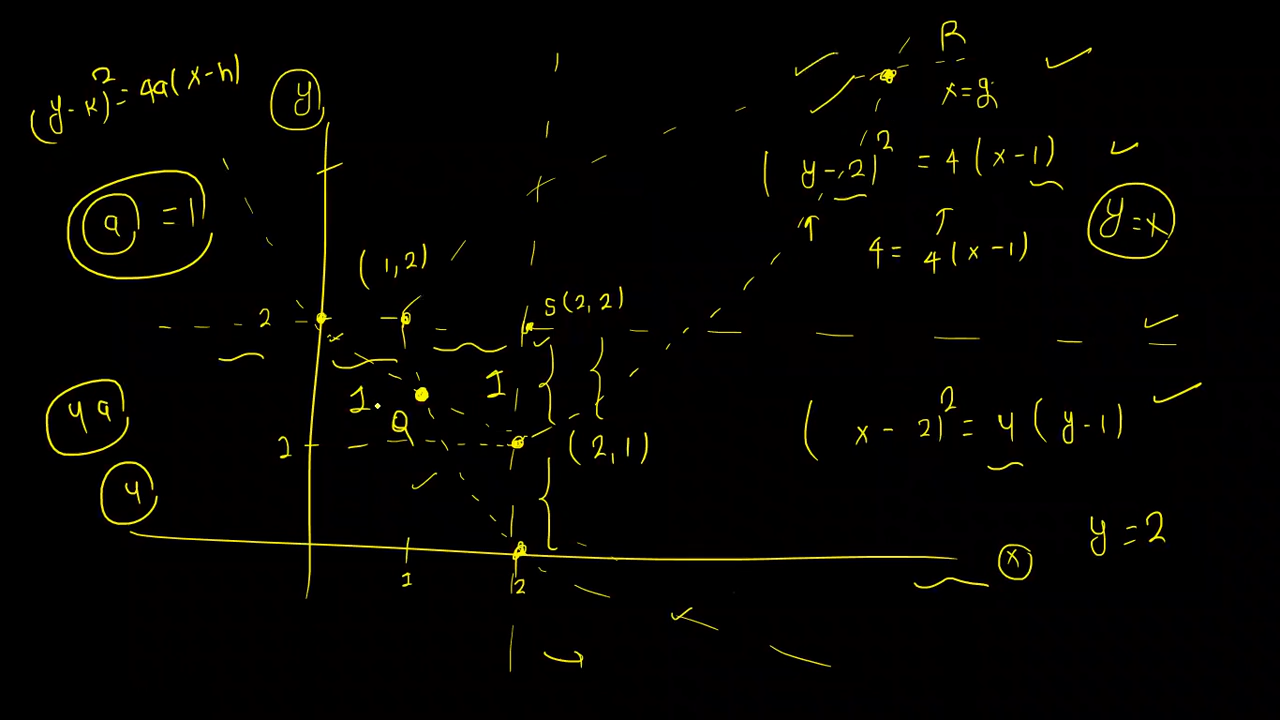 (y-k)² = 4a(x-h)
y
a = 1
R
x=y
(y-2)² = 4(x-1)
4 = 4(x-1)
y=x
(1,2)
2
S(2,2)
1
1
Q
4a
2
(2,1)
(x-2)² = 4(y-1)
4
y = 2
x
1
2